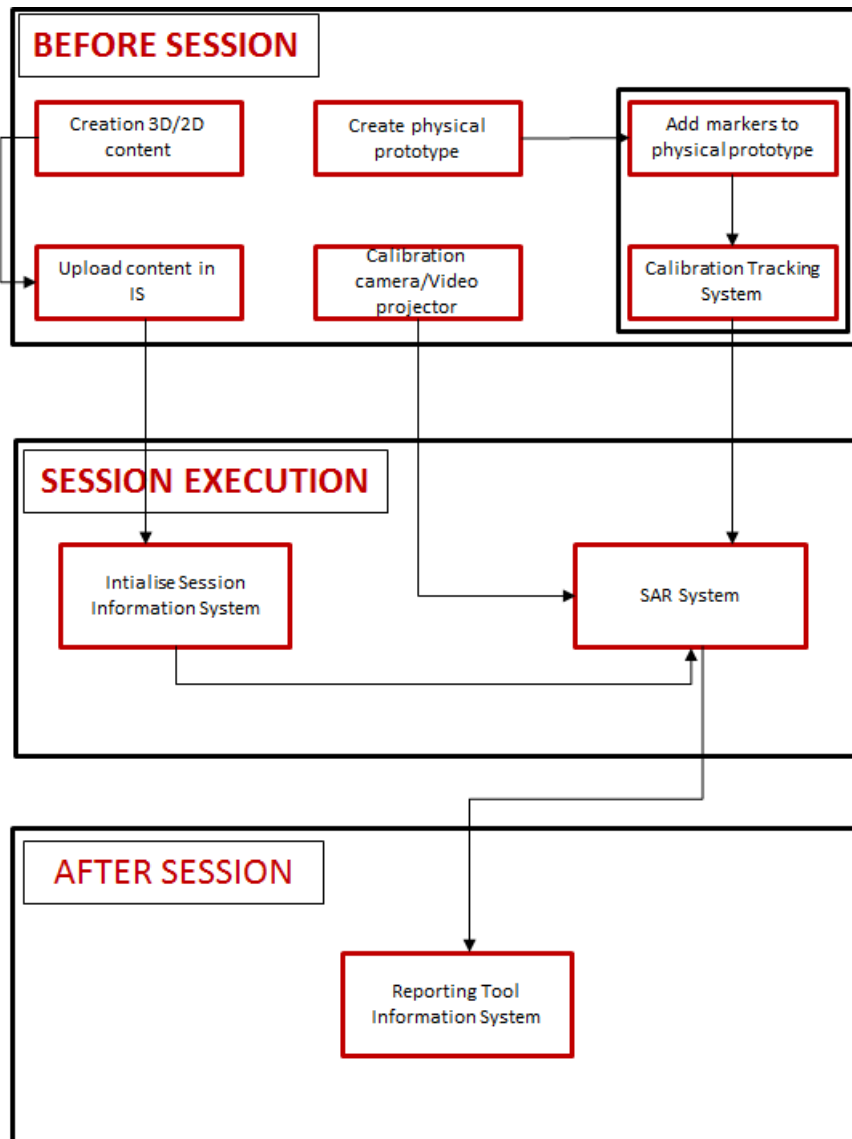 BEFORE SESSION
Creation 3D/2D
content
Create physical
prototype
Add markers to
physical prototype
Upload content in
IS
Calibration
camera/Video
projector
Calibration Tracking
System
SESSION EXECUTION
Intialise Session
Information System
SAR System
AFTER SESSION
Reporting Tool
Information System